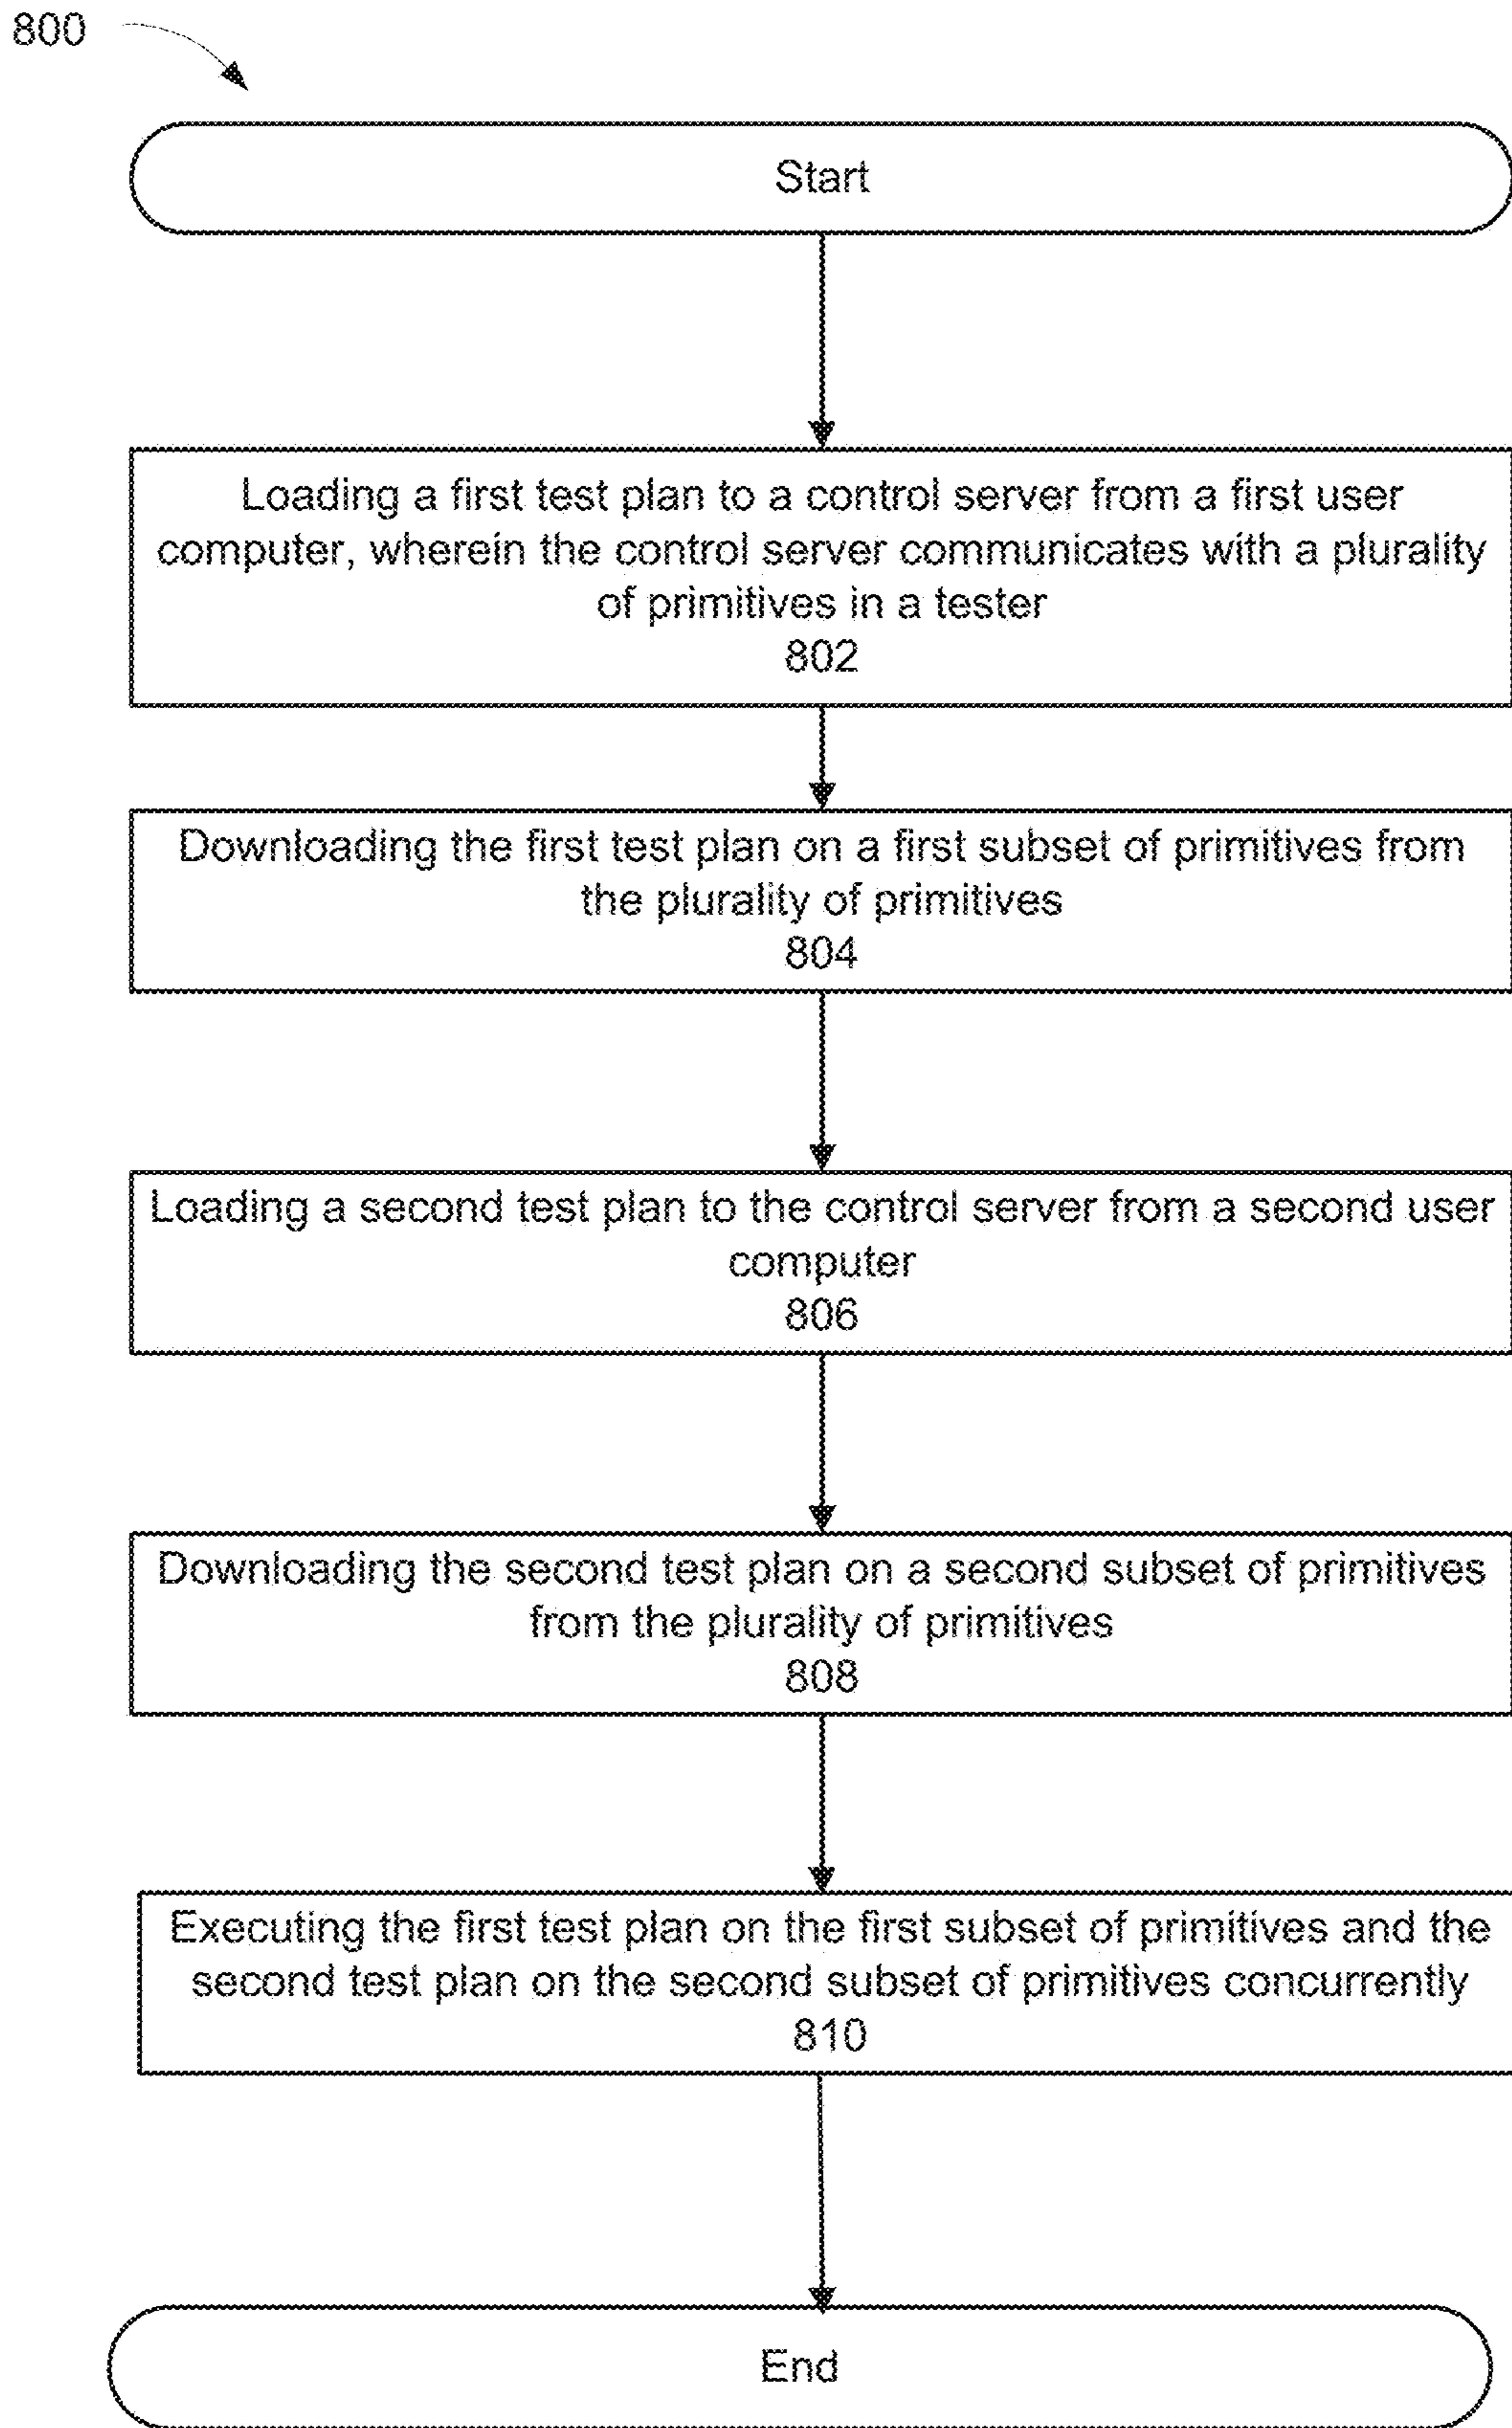 800
Start
Loading a first test plan to a control server from a first user
computer, wherein the control server communicates with a plurality
of primitives in a tester
802
Downloading the first test plan on a first subset of primitives from
the plurality of primitives
804
Loading a second test plan to the control server from a second user
computer
806
Downloading the second test plan on a second subset of primitives
from the plurality of primitives
808
Executing the first test plan on the first subset of primitives and the
second test plan on the second subset of primitives concurrently
810
End